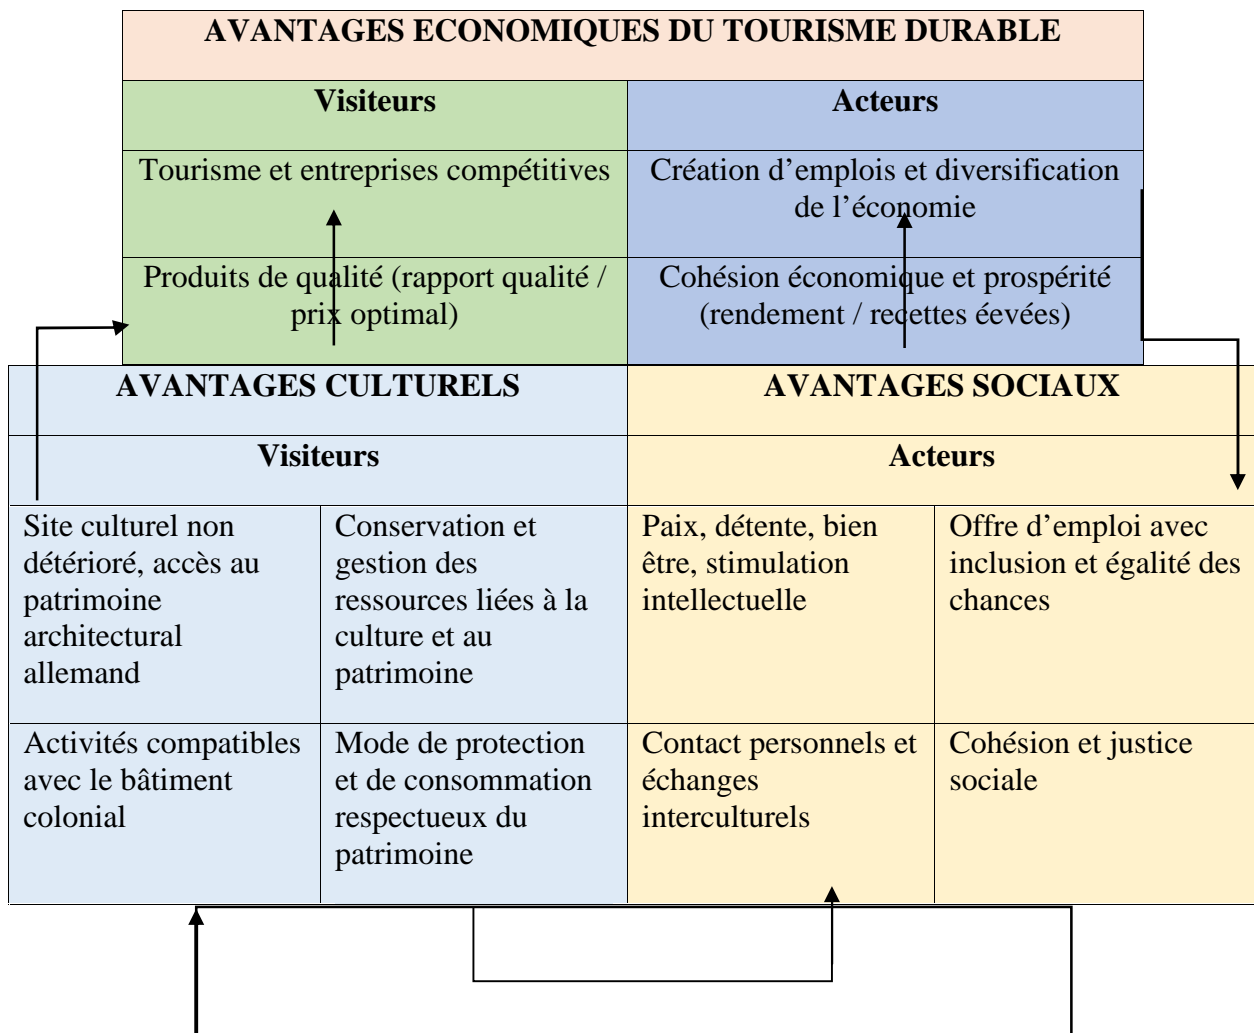 AVANTAGES ECONOMIQUES DU TOURISME DURABLE
Visiteurs
Acteurs
Tourisme et entreprises compétitives
Création d’emplois et diversification
de l’économie
Produits de qualité (rapport qualité /
prix optimal)
Cohésion économique et prospérité
(rendement / recettes éevées)
AVANTAGES CULTURELS
AVANTAGES SOCIAUX
Visiteurs
Acteurs
Site culturel non
détérioré, accès au
patrimoine
architectural
allemand
Conservation et
gestion des
ressources liées à la
culture et au
patrimoine
Paix, détente, bien
être, stimulation
intellectuelle
Offre d’emploi avec
inclusion et égalité des
chances
Activités compatibles
avec le bâtiment
colonial
Mode de protection
et de consommation
respectueux du
patrimoine
Contact personnels et
échanges
interculturels
Cohésion et justice
sociale